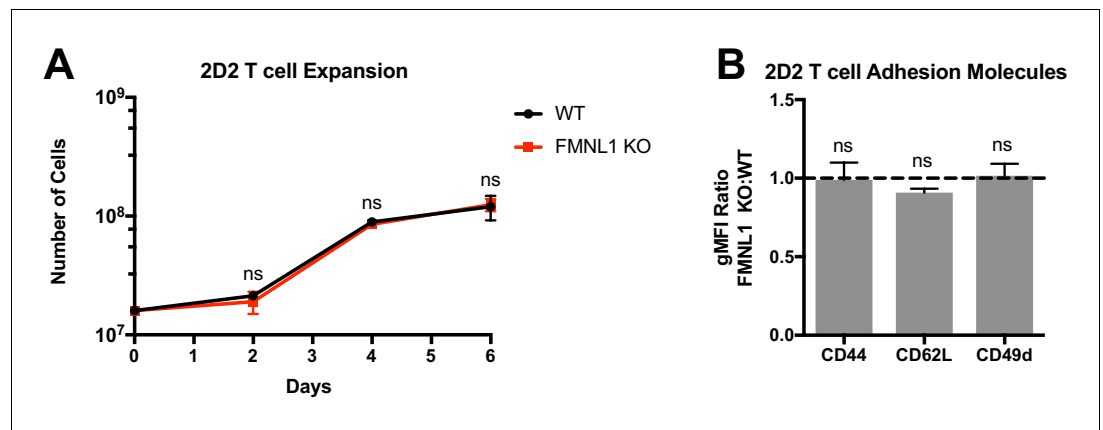 A
2D2 T cell Expansion
Number of Cells
10^9
10^8
10^7
ns
ns
ns
0 1 2 3 4 5 6
Days
WT
FMNL1 KO
B
2D2 T cell Adhesion Molecules
gMFI Ratio
FMNL1 KO:WT
1.5
1.0
0.5
0.0
ns
ns
ns
CD44 CD62L CD49d